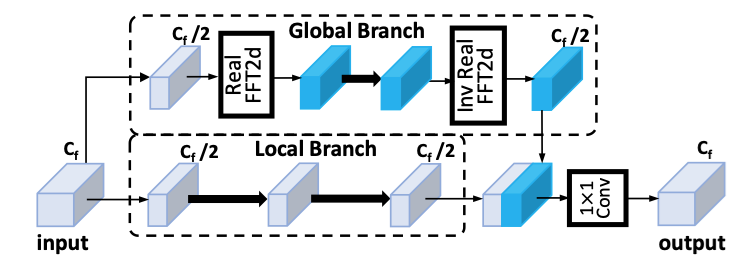 C_f/2
Global Branch
C_f/2
Real
FFT2d
Inv Real
FFT2d
C_f
C_f/2
Local Branch
C_f/2
C_f
1×1
Conv
input
output